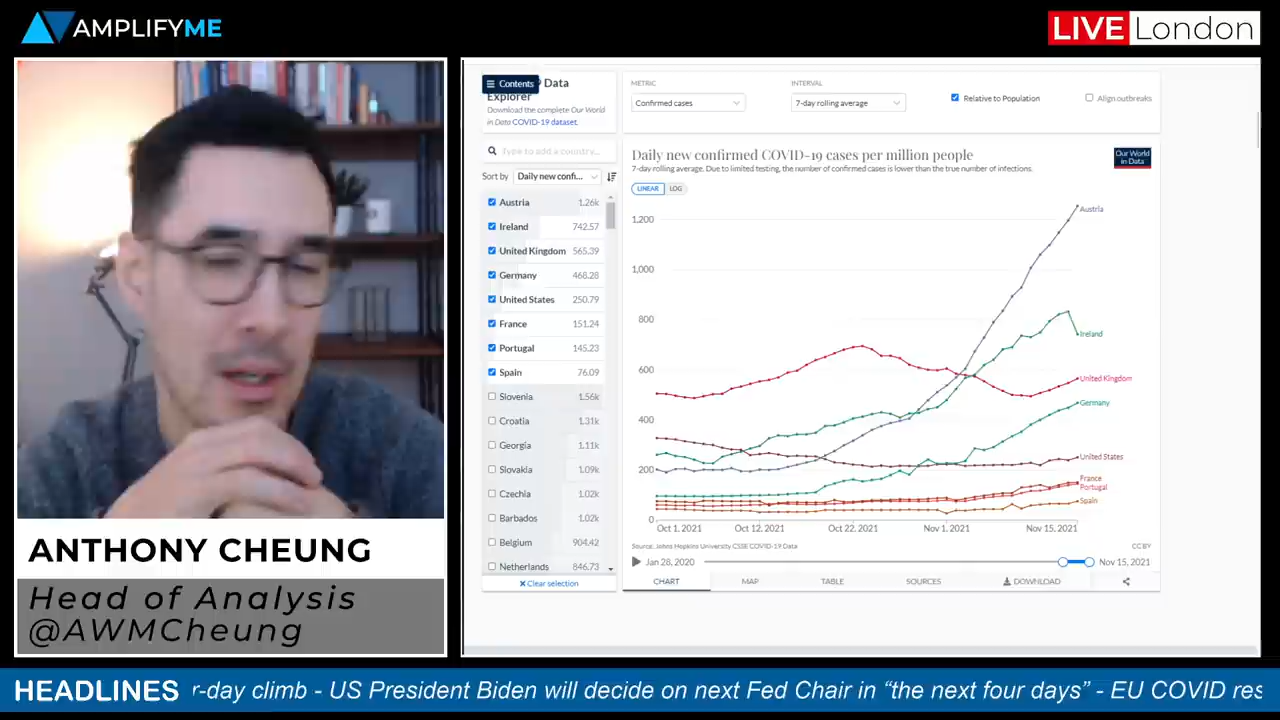 AMPLIFYME
LIVE London
Contents
Data
Explorer
Download the complete Our World
in Data COVID-19 dataset.
Type to add a country...
Sort by Daily new confi...
Austria 1.26k
Ireland 742.57
United Kingdom 565.39
Germany 468.28
United States 250.79
France 151.24
Portugal 145.23
Spain 76.09
Slovenia 1.56k
Croatia 1.31k
Georgia 1.11k
Slovakia 1.09k
Czechia 1.02k
Barbados 1.02k
Belgium 904.42
Netherlands 846.73
Clear selection
METRIC
Confirmed cases
INTERVAL
7-day rolling average
Relative to Population
Align outbreaks
Daily new confirmed COVID-19 cases per million people
7-day rolling average. Due to limited testing, the number of confirmed cases is lower than the true number of infections.
Our World
in Data
LINEAR LOG
1,200
1,000
800
600
400
200
0
Austria
Ireland
United Kingdom
Germany
United States
France
Portugal
Spain
Oct 1, 2021 Oct 12, 2021 Oct 22, 2021 Nov 1, 2021 Nov 15, 2021
Source: Johns Hopkins University CSSE COVID-19 Data CC BY
Jan 28, 2020 Nov 15, 2021
CHART MAP TABLE SOURCES DOWNLOAD
ANTHONY CHEUNG
Head of Analysis
@AWMCheung
HEADLINES r-day climb - US President Biden will decide on next Fed Chair in “the next four days” - EU COVID res